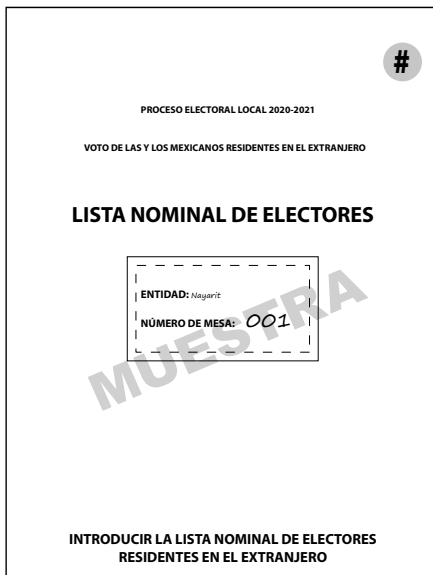 #
PROCESO ELECTORAL LOCAL 2020-2021
VOTO DE LAS Y LOS MEXICANOS RESIDENTES EN EL EXTRANJERO
LISTA NOMINAL DE ELECTORES
ENTIDAD: Nayarit
NÚMERO DE MESA: 001
MUESTRA
INTRODUCIR LA LISTA NOMINAL DE ELECTORES
RESIDENTES EN EL EXTRANJERO